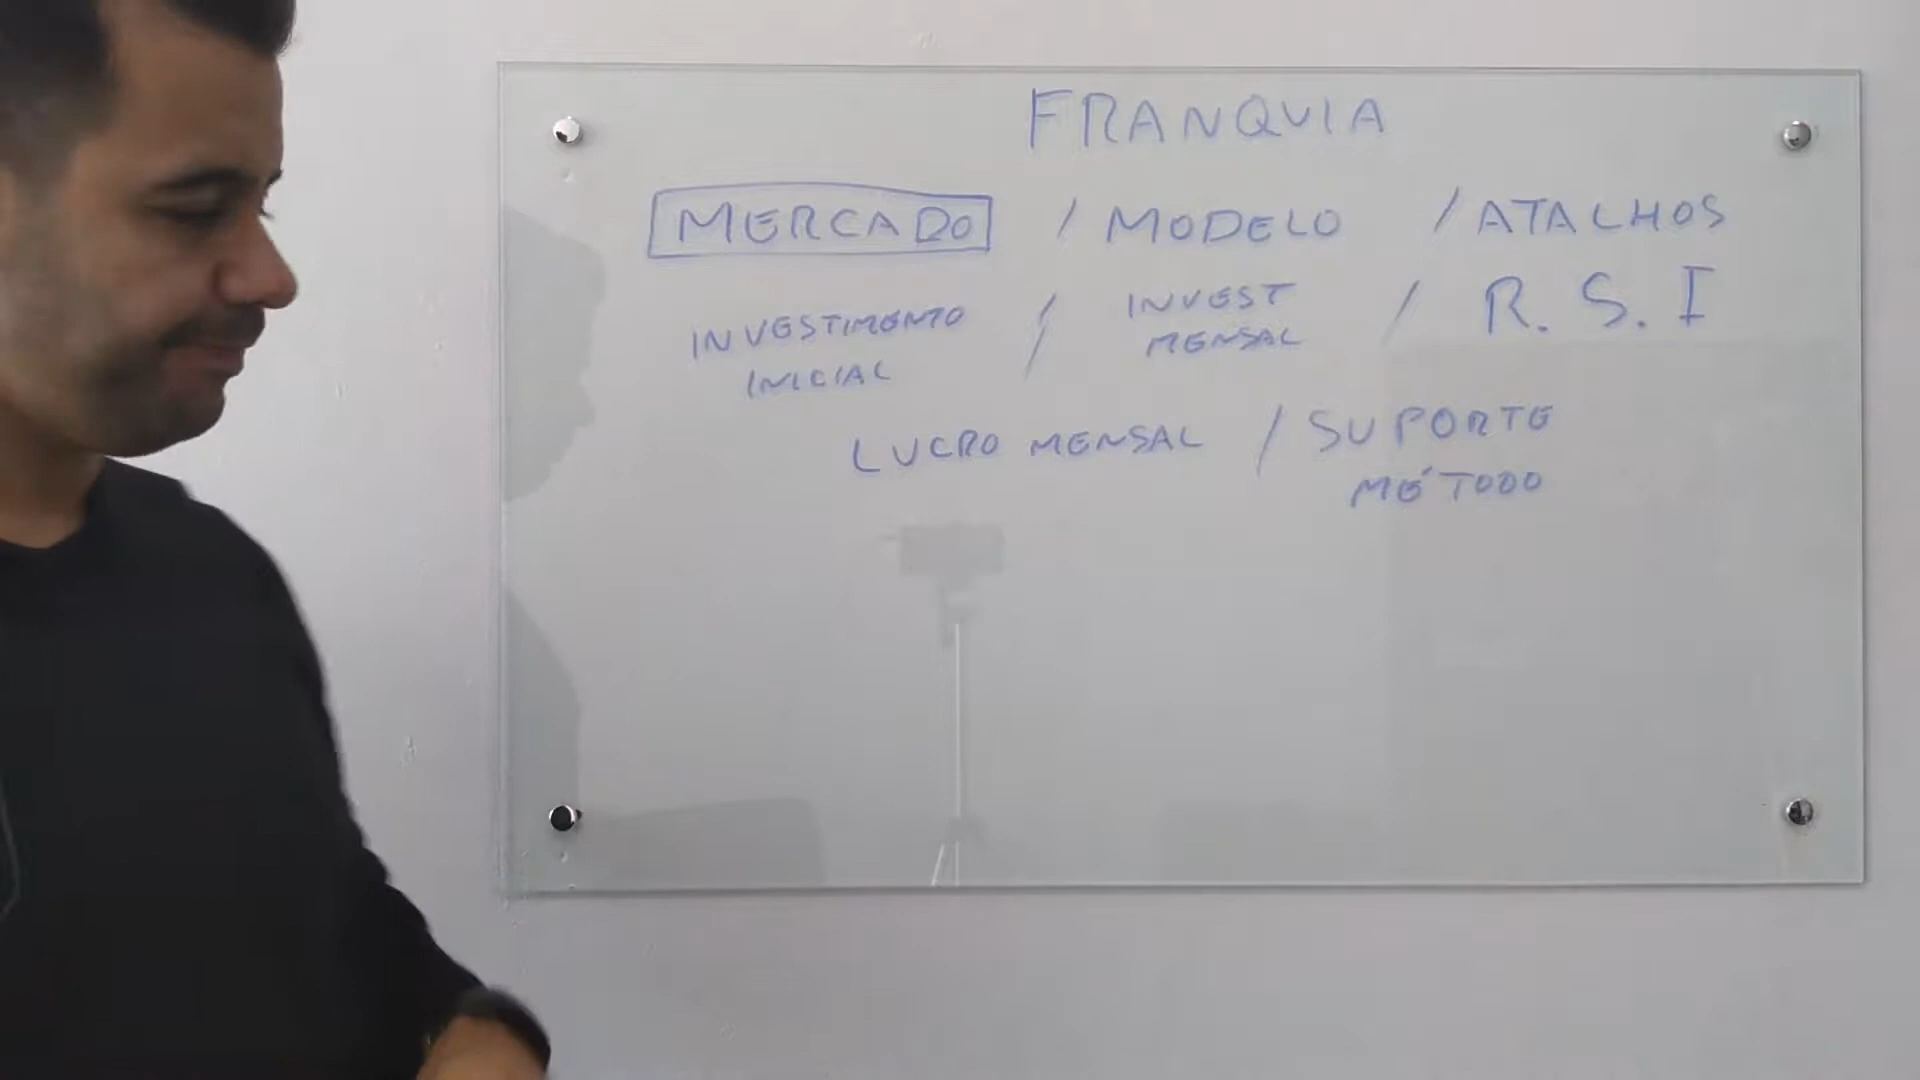 FRANQUIA
MERCADO / MODELO / ATALHOS
INVESTIMENTO INICIAL / INVEST MENSAL / R. S. I
LUCRO MENSAL / SUPORTE
MÉTODO